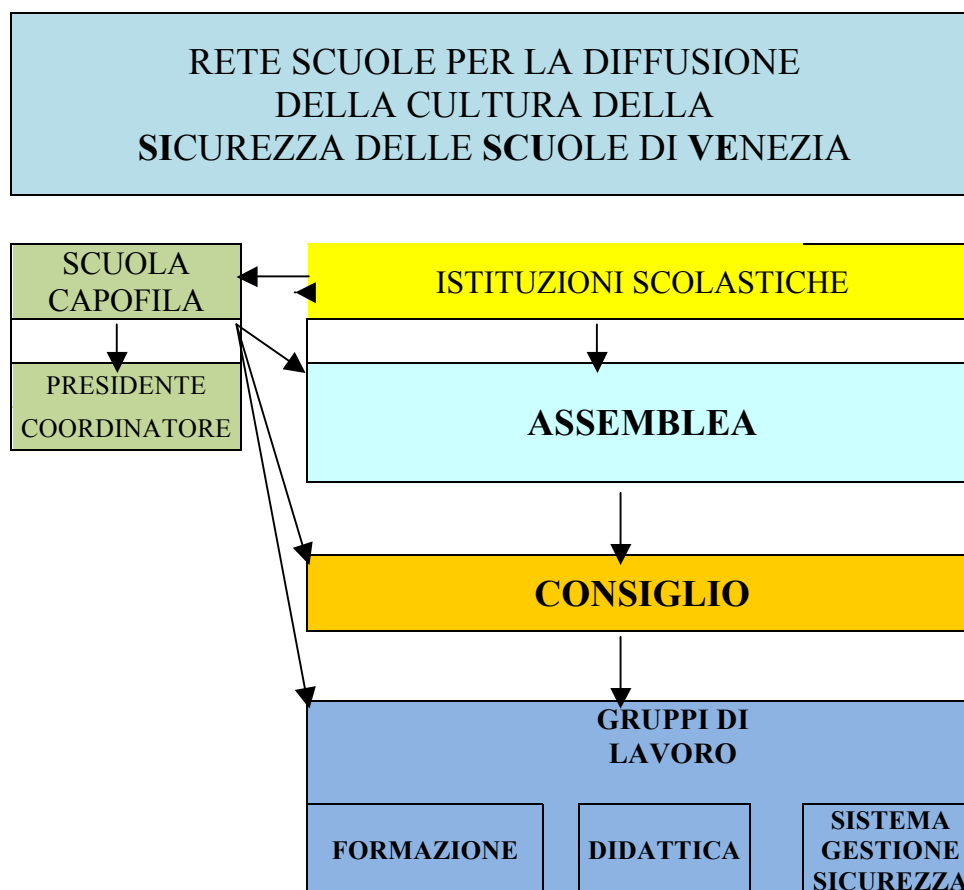 RETE SCUOLE PER LA DIFFUSIONE
DELLA CULTURA DELLA
SICUREZZA DELLE SCUOLE DI VENEZIA
SCUOLA
CAPOFILA
ISTITUZIONI SCOLASTICHE
PRESIDENTE
COORDINATORE
ASSEMBLEA
CONSIGLIO
GRUPPI DI
LAVORO
FORMAZIONE
DIDATTICA
SISTEMA
GESTIONE
SICUREZZA